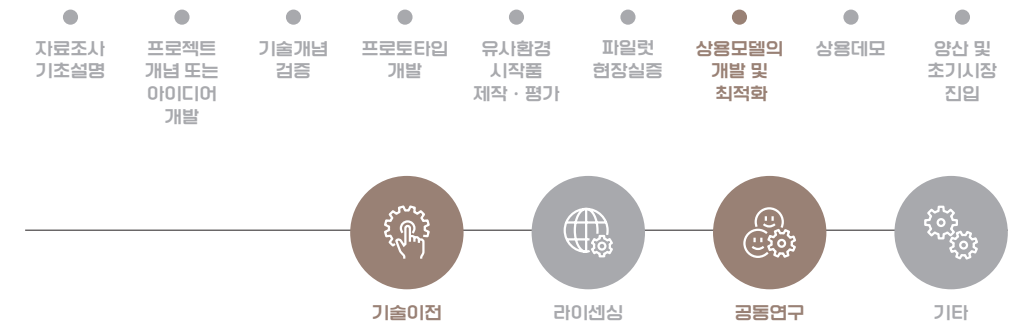 자료조사
기초설명
프로젝트
개념 또는
아이디어
개발
기술개념
검증
프로토타입
개발
유사환경
시작품
제작 · 평가
파일럿
현장실증
상용모델의
개발 및
최적화
상용데모
양산 및
초기시장
진입
기술이전
라이센싱
공동연구
기타